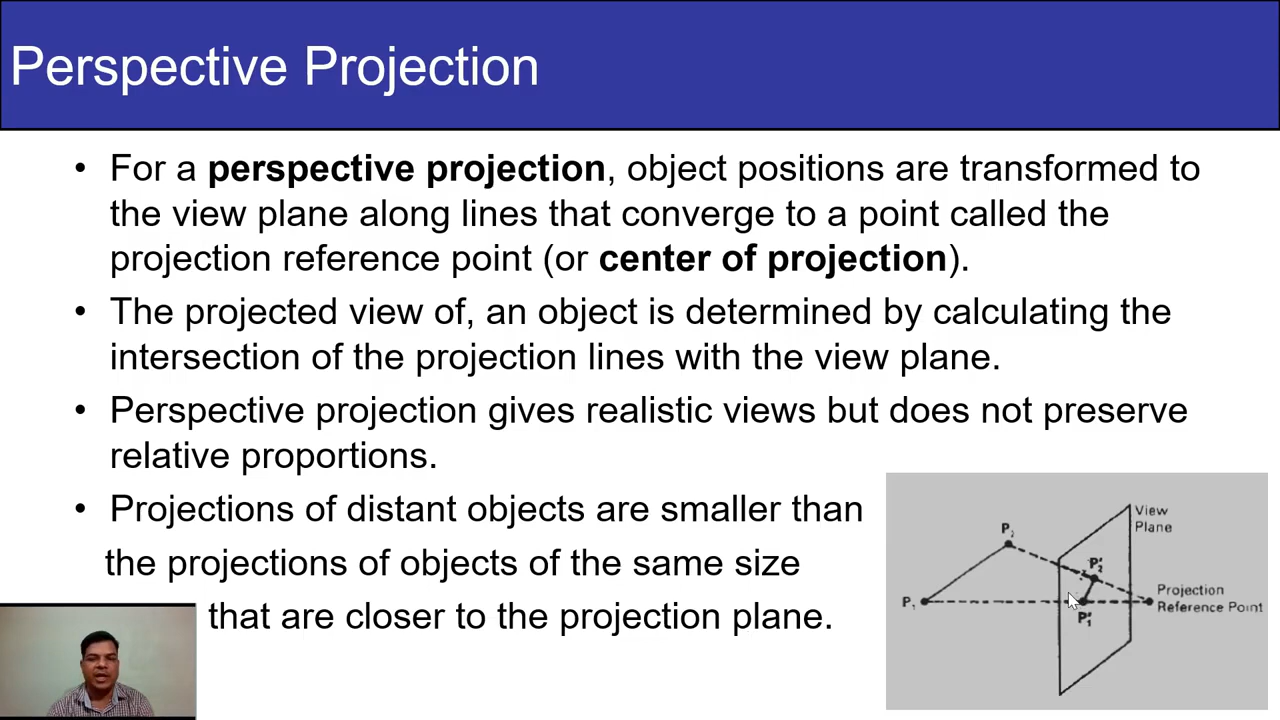 Perspective Projection
• For a perspective projection, object positions are transformed to
the view plane along lines that converge to a point called the
projection reference point (or center of projection).
• The projected view of, an object is determined by calculating the
intersection of the projection lines with the view plane.
• Perspective projection gives realistic views but does not preserve
relative proportions.
• Projections of distant objects are smaller than
the projections of objects of the same size
that are closer to the projection plane.
View
Plane
P₂
P′₂
Projection
Reference Point
P₁
P′₁